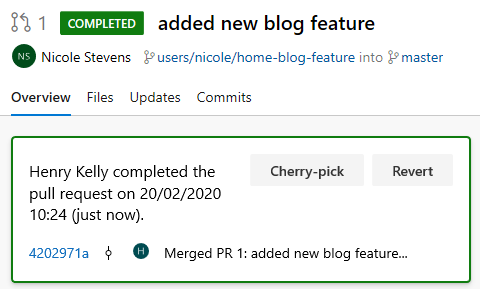 1 COMPLETED added new blog feature
NS Nicole Stevens users/nicole/home-blog-feature into master
Overview Files Updates Commits
Henry Kelly completed the Cherry-pick Revert
pull request on 20/02/2020
10:24 (just now).
4202971a H Merged PR 1: added new blog feature...